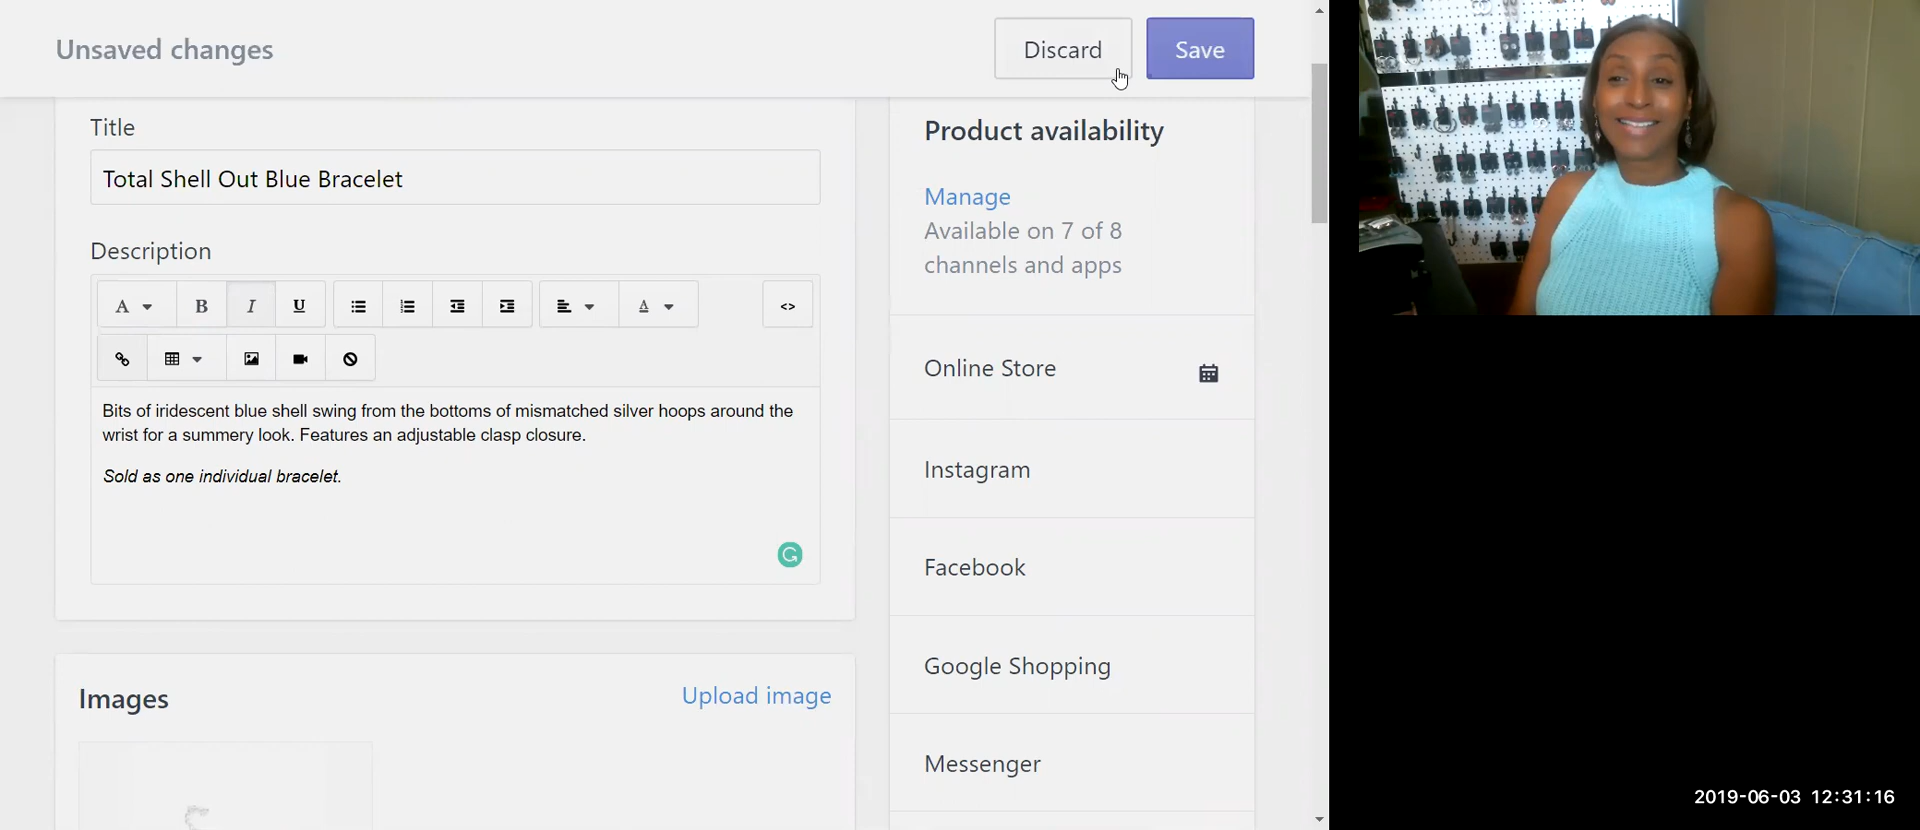 Unsaved changes
Discard
Save
Title
Total Shell Out Blue Bracelet
Description
A
B
I
U
A
<>
Bits of iridescent blue shell swing from the bottoms of mismatched silver hoops around the
wrist for a summery look. Features an adjustable clasp closure.
Sold as one individual bracelet.
Images
Upload image
Product availability
Manage
Available on 7 of 8
channels and apps
Online Store
Instagram
Facebook
Google Shopping
Messenger
2019-06-03 12:31:16